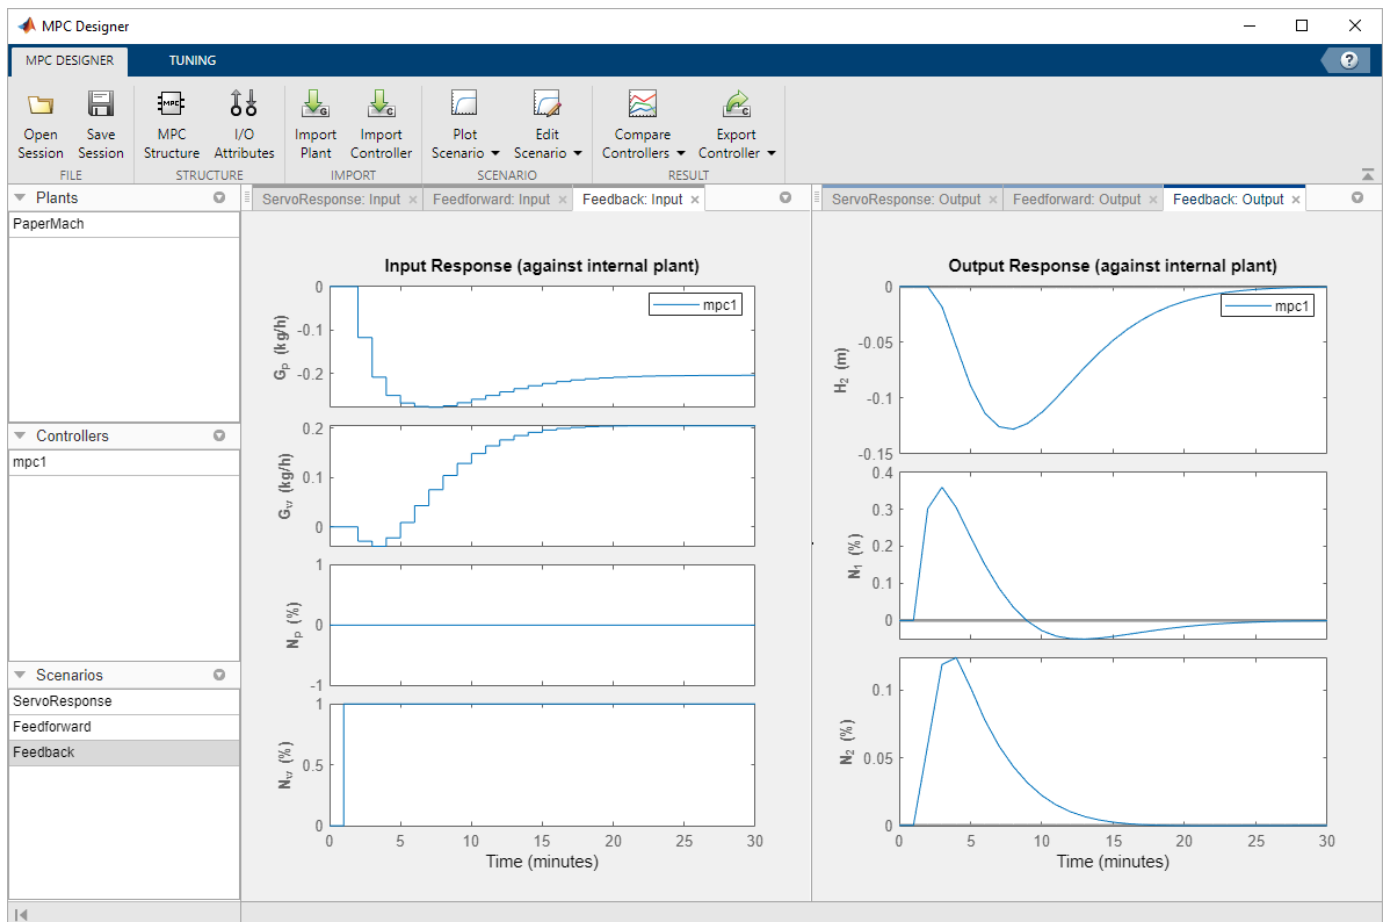 MPC Designer
MPC DESIGNER TUNING
?
MPC
G C C
Open Session
Save Session
MPC Structure
I/O Attributes
Import Plant
Import Controller
Plot Scenario
Edit Scenario
Compare Controllers
Export Controller
FILE STRUCTURE IMPORT SCENARIO RESULT
Plants
PaperMach
Controllers
mpc1
Scenarios
ServoResponse
Feedforward
Feedback
ServoResponse: Input × Feedforward: Input × Feedback: Input ×
Input Response (against internal plant)
mpc1
Gₚ (kg/h)
0
-0.1
-0.2
G_w (kg/h)
0.2
0.1
0
Nₚ (%)
1
0
-1
N_w (%)
1
0.5
0
0 5 10 15 20 25 30
Time (minutes)
ServoResponse: Output × Feedforward: Output × Feedback: Output ×
Output Response (against internal plant)
mpc1
H₂ (m)
0
-0.05
-0.1
-0.15
N₁ (%)
0.4
0.3
0.2
0.1
0
N₂ (%)
0.1
0.05
0
0 5 10 15 20 25 30
Time (minutes)